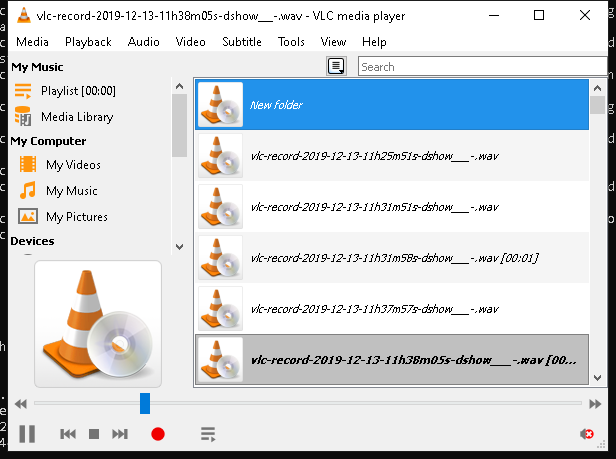 vlc-record-2019-12-13-11h38m05s-dshow___-.wav - VLC media player
Media Playback Audio Video Subtitle Tools View Help
My Music
Playlist [00:00]
Media Library
My Computer
My Videos
My Music
My Pictures
Devices
Search
New folder
vlc-record-2019-12-13-11h25m51s-dshow___-.wav
vlc-record-2019-12-13-11h31m51s-dshow___-.wav
vlc-record-2019-12-13-11h31m58s-dshow___-.wav [00:01]
vlc-record-2019-12-13-11h37m57s-dshow___-.wav
vlc-record-2019-12-13-11h38m05s-dshow___-.wav [00...